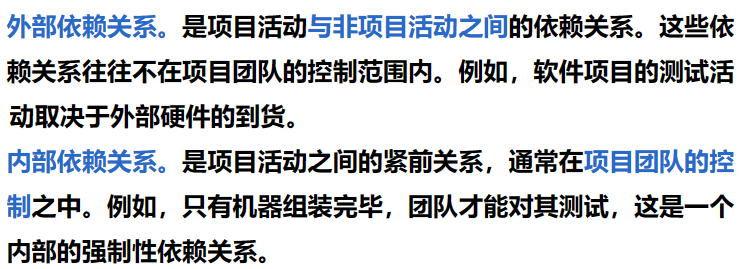 外部依赖关系。是项目活动与非项目活动之间的依赖关系。这些依
赖关系往往不在项目团队的控制范围内。例如，软件项目的测试活
动取决于外部硬件的到货。
内部依赖关系。是项目活动之间的紧前关系，通常在项目团队的控
制之中。例如，只有机器组装完毕，团队才能对其测试，这是一个
内部的强制性依赖关系。